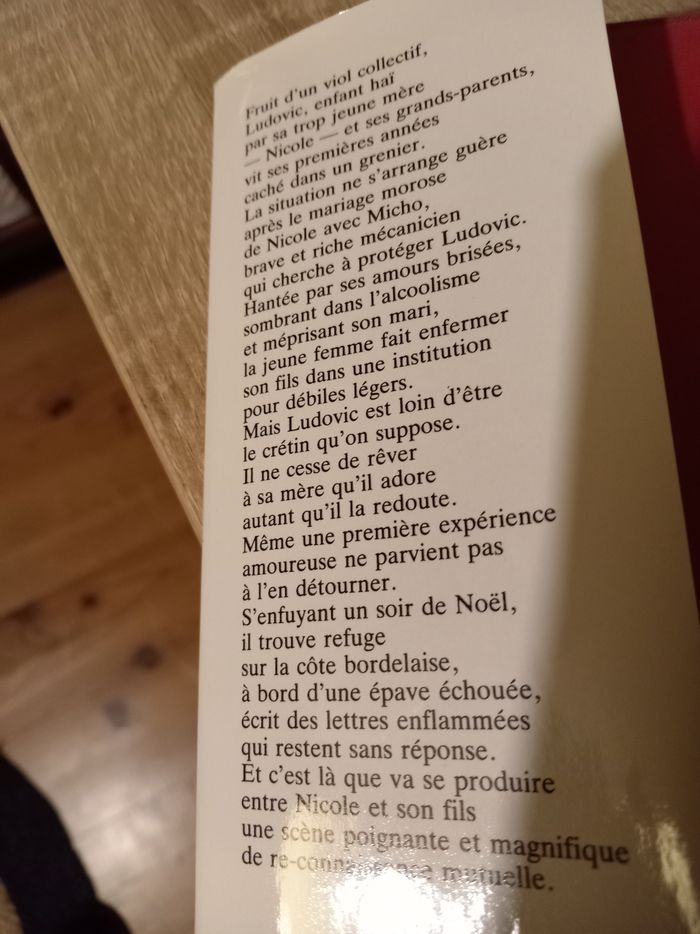 Fruit d'un viol collectif,
Ludovic, enfant haï
par sa trop jeune mère
— Nicole — et ses grands-parents,
vit ses premières années
caché dans un grenier.
La situation ne s'arrange guère
après le mariage morose
de Nicole avec Micho,
brave et riche mécanicien
qui cherche à protéger Ludovic.
Hantée par ses amours brisées,
sombrant dans l'alcoolisme
et méprisant son mari,
la jeune femme fait enfermer
son fils dans une institution
pour débiles légers.
Mais Ludovic est loin d'être
le crétin qu'on suppose.
Il ne cesse de rêver
à sa mère qu'il adore
autant qu'il la redoute.
Même une première expérience
amoureuse ne parvient pas
à l'en détourner.
S'enfuyant un soir de Noël,
il trouve refuge
sur la côte bordelaise,
à bord d'une épave échouée,
écrit des lettres enflammées
qui restent sans réponse.
Et c'est là que va se produire
entre Nicole et son fils
une scène poignante et magnifique
de re-connaissance mutuelle.